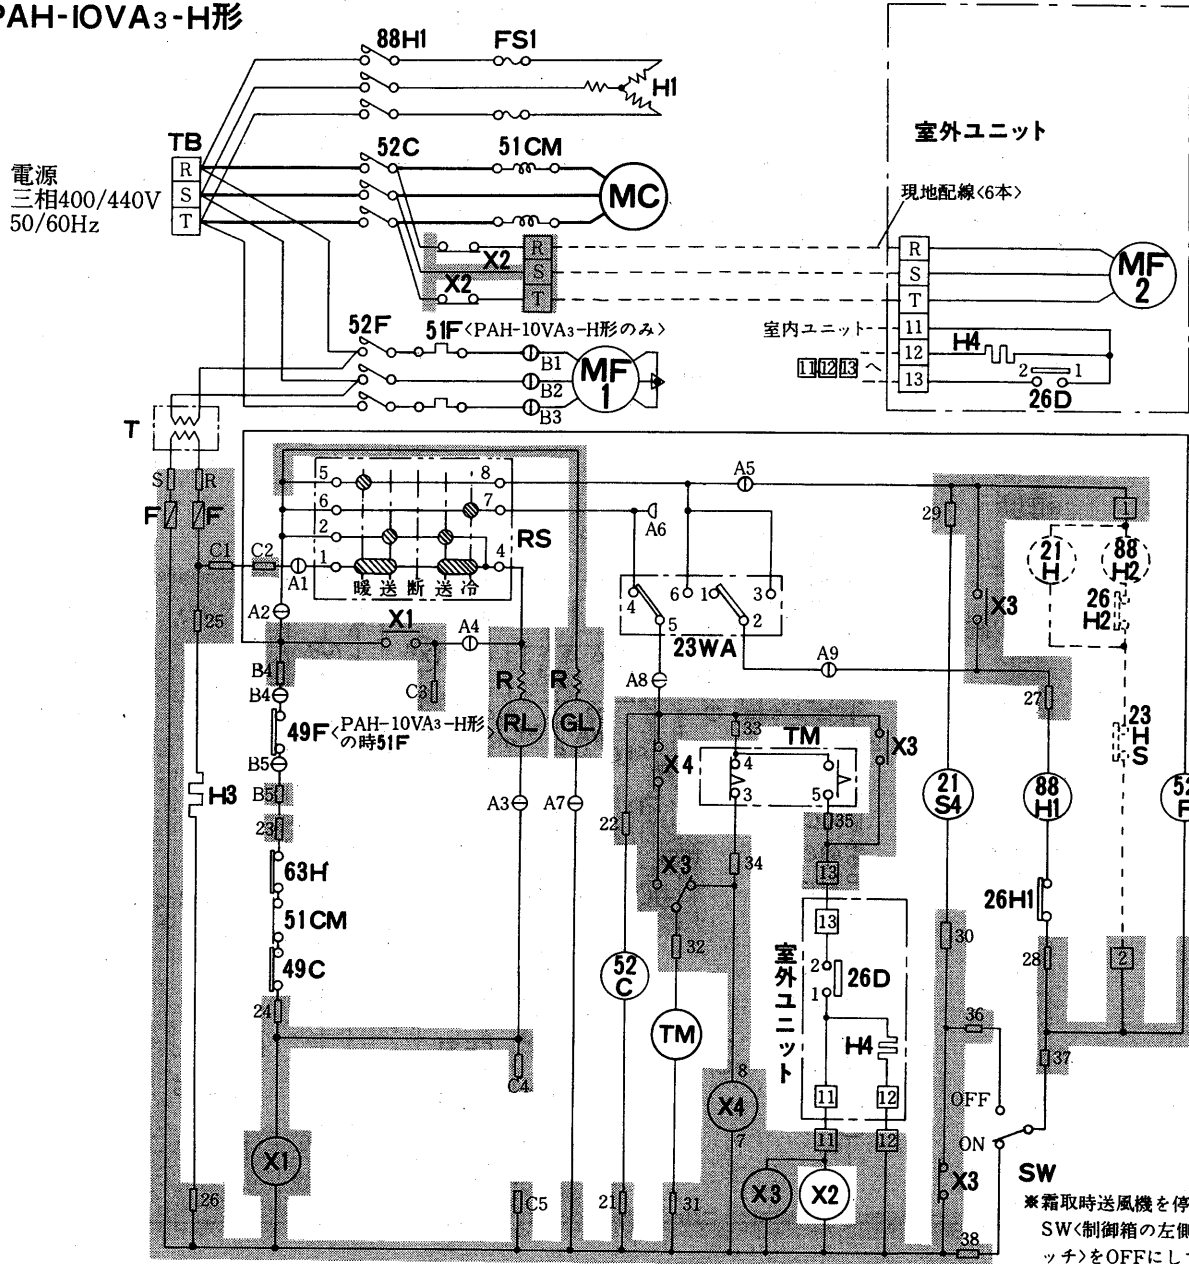 PAH-10VA3-H形
88H1
FS1
H1
TB
52C
51CM
MC
R
S
T
電源
三相400/440V
50/60Hz
室外ユニット
現地配線<6本>
X2
X2
R
S
T
R
S
T
11
12
13
MF
2
室内ユニット
11 12 13 へ
H4
2
1
26D
52F
51F<PAH-10VA3-H形のみ>
B1
B2
B3
MF
1
T
S
R
F
F
C1
C2
A1
5
6
2
1
8
7
4
RS
暖 送 断 送 冷
A5
A6
29
1
21
H
88
H2
26
H2
X3
A2
25
X1
A4
4
5
6
1
2
3
23WA
A9
A8
B4
B4
C3
R
R
RL
GL
49F<PAH-10VA3-H形
の時51F>
B5
B5
H3
A3
A7
23
63H
51CM
49C
24
C4
X1
26
C5
33
TM
4
3
5
X3
X4
22
35
13
34
X3
32
52
C
TM
21
31
8
X4
7
室外ユニット
13
2
1
26D
H4
11
12
11
12
X3
X2
27
21
S4
88
H1
23
H
S
52
F
26H1
30
28
2
36
37
OFF
ON
SW
X3
38
※霜取時送風機を停
SW<制御箱の左側
ッチ>をOFFにして